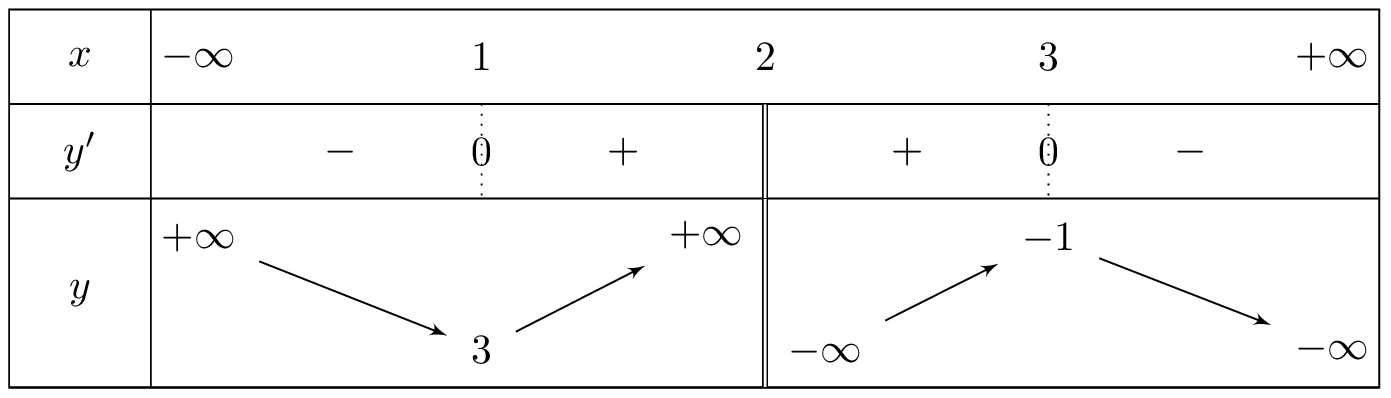 x −∞ 1 2 3 +∞
y′ − 0 + + 0 −
+∞ +∞ −1
y
3 −∞ −∞